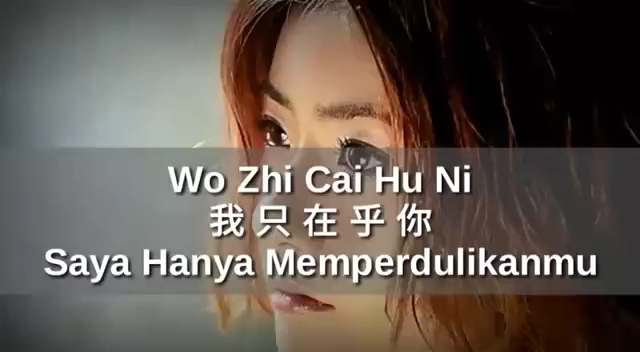 Wo Zhi Cai Hu Ni
我只在乎你
Saya Hanya Memperdulikanmu